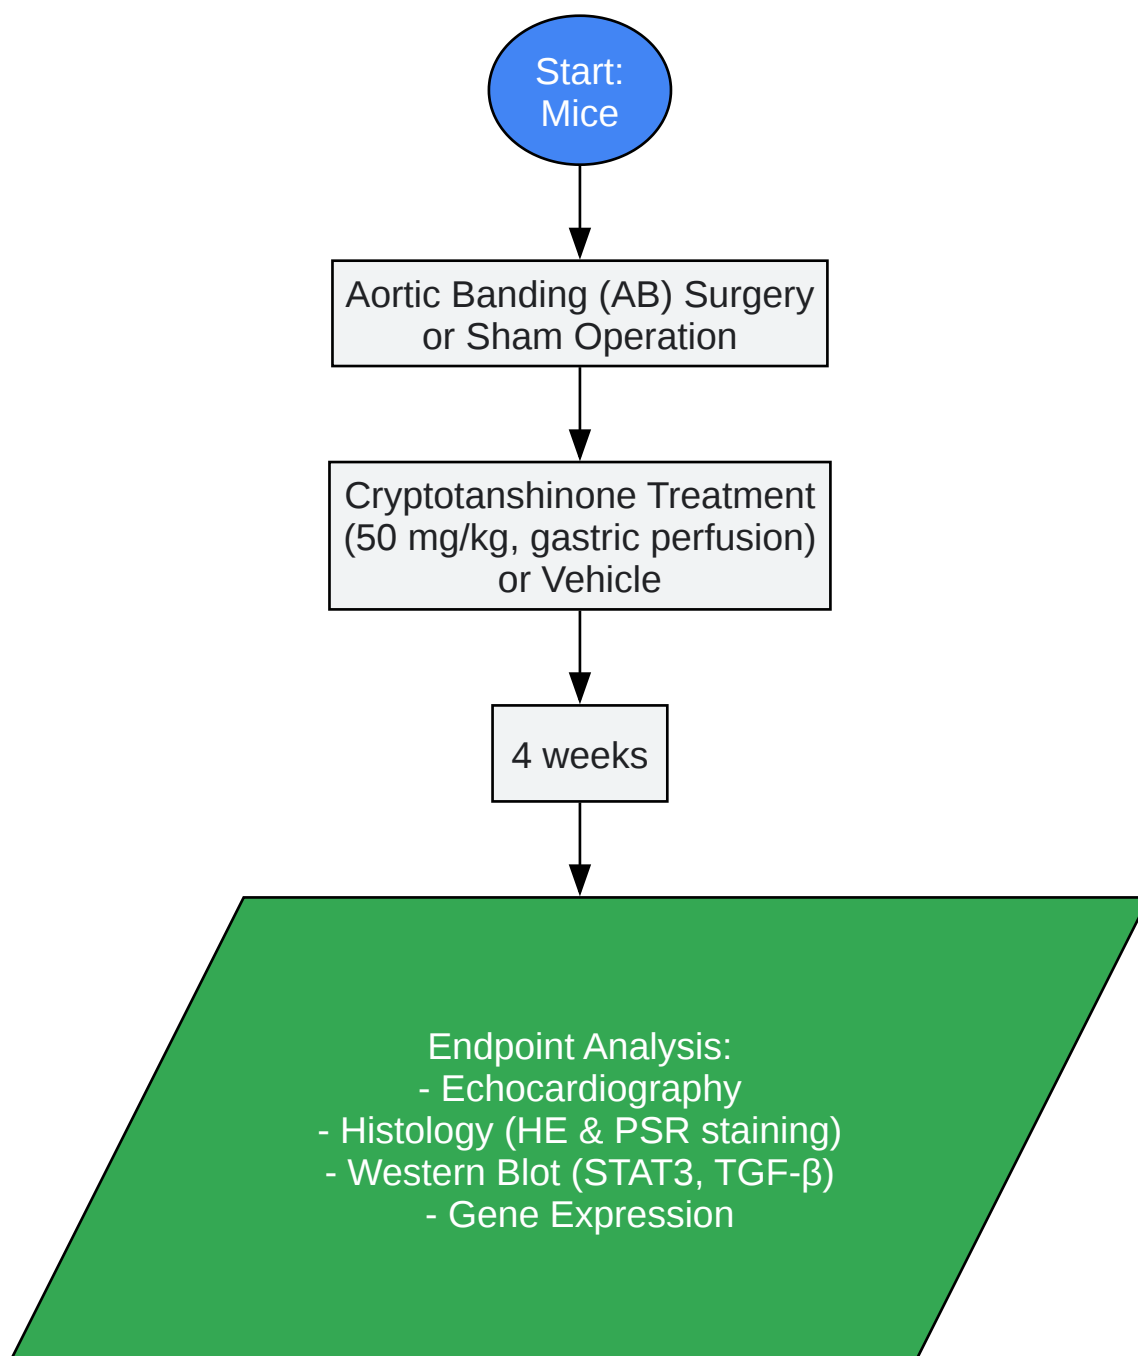 Start:
Mice
Aortic Banding (AB) Surgery
or Sham Operation
Cryptotanshinone Treatment
(50 mg/kg, gastric perfusion)
or Vehicle
4 weeks
Endpoint Analysis:
- Echocardiography
- Histology (HE & PSR staining)
- Western Blot (STAT3, TGF-β)
- Gene Expression